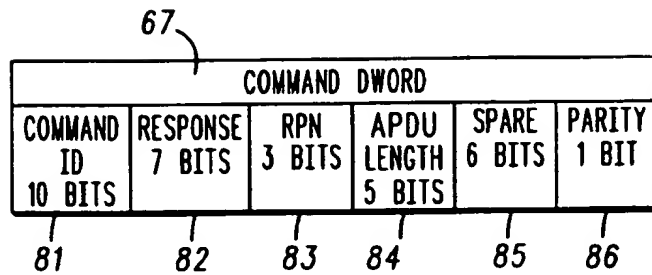 67
COMMAND DWORD
COMMAND ID 10 BITS
RESPONSE 7 BITS
RPN 3 BITS
APDU LENGTH 5 BITS
SPARE 6 BITS
PARITY 1 BIT
81 82 83 84 85 86